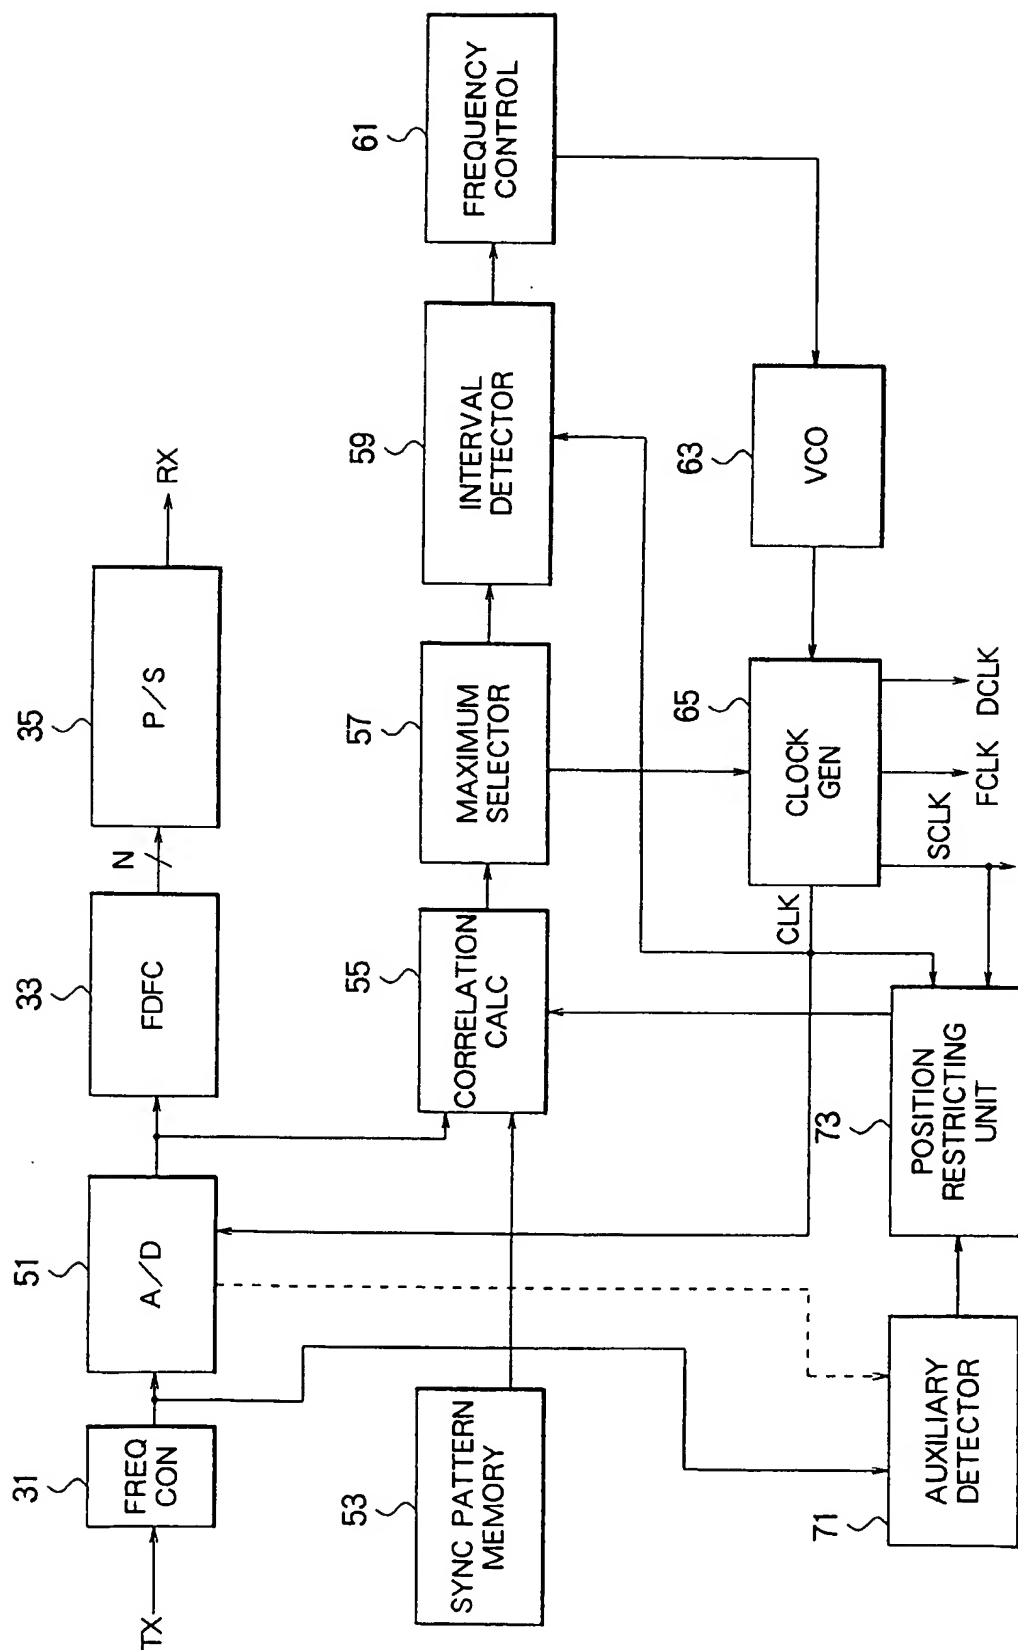 TX
31
FREQ
CON
51
A/D
33
FDFC
N
35
P/S
RX
53
SYNC PATTERN
MEMORY
55
CORRELATION
CALC
57
MAXIMUM
SELECTOR
59
INTERVAL
DETECTOR
61
FREQUENCY
CONTROL
71
AUXILIARY
DETECTOR
73
POSITION
RESTRICTING
UNIT
CLK
65
CLOCK
GEN
SCLK
FCLK
DCLK
63
VCO